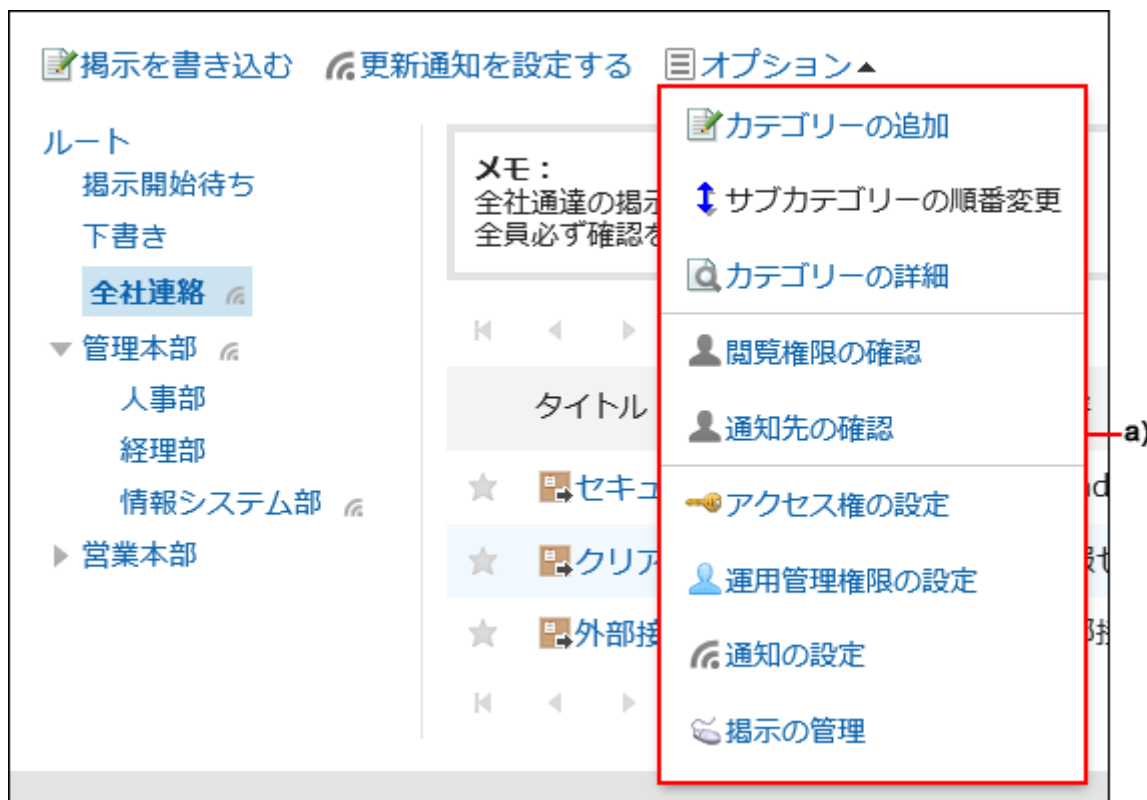 掲示を書き込む 更新通知を設定する オプション▲
ルート
掲示開始待ち
下書き
全社連絡
管理本部
人事部
経理部
情報システム部
営業本部
メモ：
全社通達の掲
全員必ず確認
タイトル
セキュ
クリア
外部接
カテゴリーの追加
サブカテゴリーの順番変更
カテゴリーの詳細
閲覧権限の確認
通知先の確認
アクセス権の設定
運用管理権限の設定
通知の設定
掲示の管理
a)